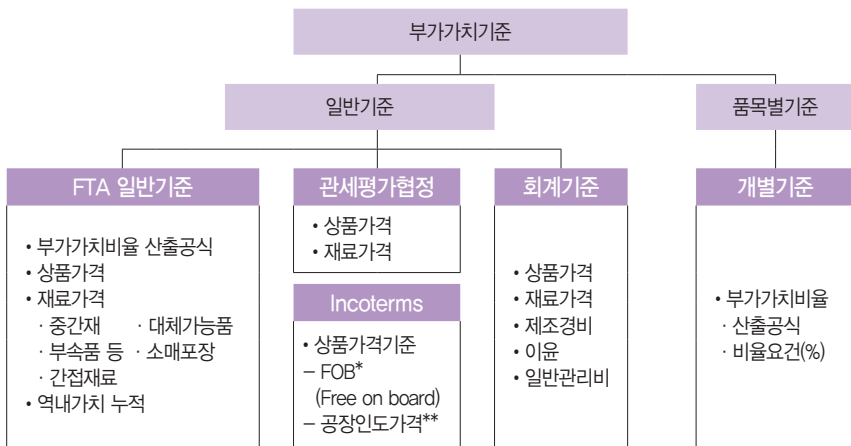 부가가치기준
일반기준
품목별기준
FTA 일반기준
• 부가가치비율 산출공식
• 상품가격
• 재료가격
· 중간재 · 대체가능품
· 부속품 등 · 소매포장
· 간접재료
• 역내가치 누적
관세평가협정
• 상품가격
• 재료가격
Incoterms
• 상품가격기준
– FOB*
(Free on board)
– 공장인도가격**
회계기준
• 상품가격
• 재료가격
• 제조경비
• 이윤
• 일반관리비
개별기준
• 부가가치비율
· 산출공식
· 비율요건(%)